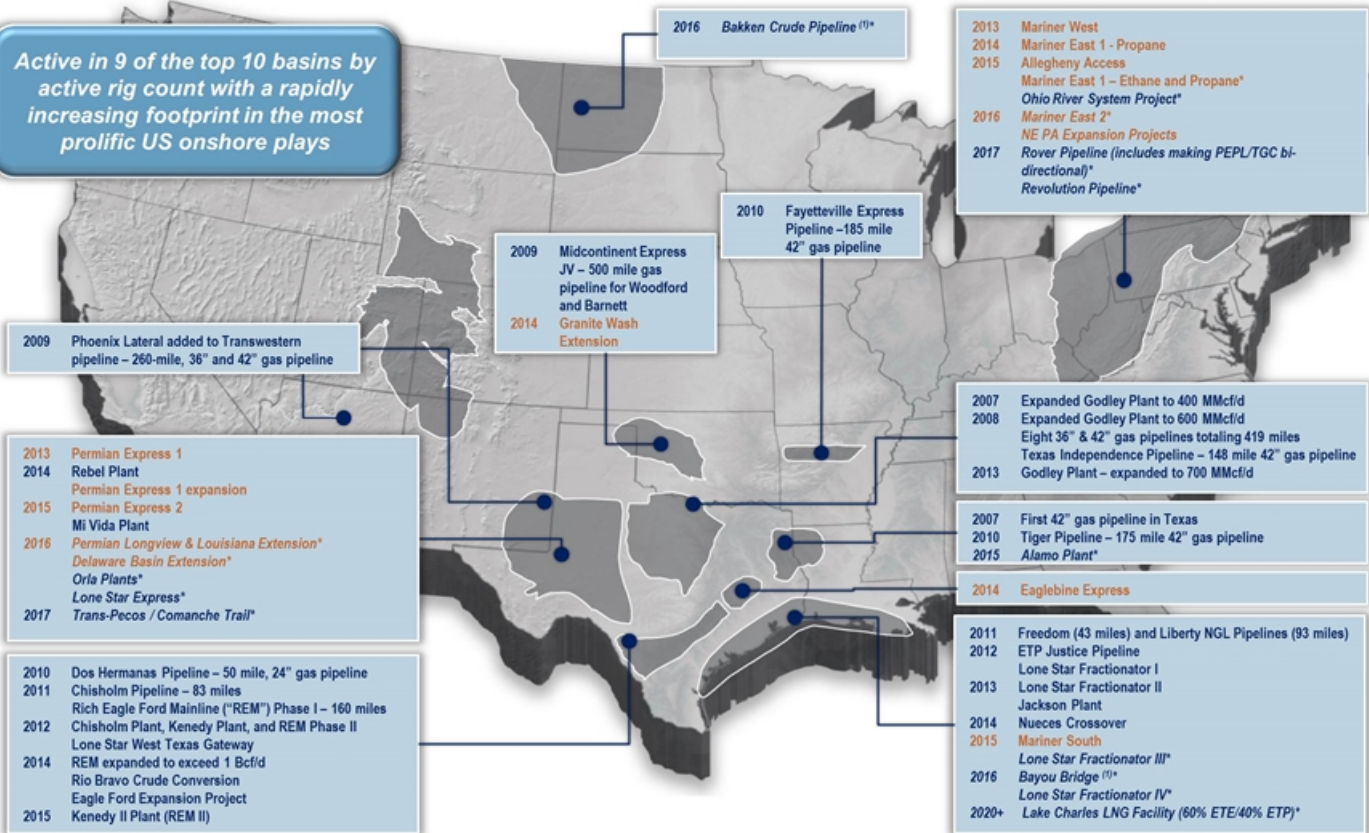 Active in 9 of the top 10 basins by
active rig count with a rapidly
increasing footprint in the most
prolific US onshore plays
2016 Bakken Crude Pipeline (1)*
2013 Mariner West
2014 Mariner East 1 - Propane
2015 Allegheny Access
Mariner East 1 – Ethane and Propane*
Ohio River System Project*
2016 Mariner East 2*
NE PA Expansion Projects
2017 Rover Pipeline (includes making PEPL/TGC bi-
directional)*
Revolution Pipeline*
2010 Fayetteville Express
Pipeline –185 mile
42” gas pipeline
2009 Midcontinent Express
JV – 500 mile gas
pipeline for Woodford
and Barnett
2014 Granite Wash
Extension
2009 Phoenix Lateral added to Transwestern
pipeline – 260-mile, 36” and 42” gas pipeline
2007 Expanded Godley Plant to 400 MMcf/d
2008 Expanded Godley Plant to 600 MMcf/d
Eight 36” & 42” gas pipelines totaling 419 miles
Texas Independence Pipeline – 148 mile 42” gas pipeline
2013 Godley Plant – expanded to 700 MMcf/d
2013 Permian Express 1
2014 Rebel Plant
Permian Express 1 expansion
2015 Permian Express 2
Mi Vida Plant
2016 Permian Longview & Louisiana Extension*
Delaware Basin Extension*
Orla Plants*
Lone Star Express*
2017 Trans-Pecos / Comanche Trail*
2007 First 42” gas pipeline in Texas
2010 Tiger Pipeline – 175 mile 42” gas pipeline
2015 Alamo Plant*
2014 Eaglebine Express
2010 Dos Hermanas Pipeline – 50 mile, 24” gas pipeline
2011 Chisholm Pipeline – 83 miles
Rich Eagle Ford Mainline (“REM”) Phase I – 160 miles
2012 Chisholm Plant, Kenedy Plant, and REM Phase II
Lone Star West Texas Gateway
2014 REM expanded to exceed 1 Bcf/d
Rio Bravo Crude Conversion
Eagle Ford Expansion Project
2015 Kenedy II Plant (REM II)
2011 Freedom (43 miles) and Liberty NGL Pipelines (93 miles)
2012 ETP Justice Pipeline
Lone Star Fractionator I
2013 Lone Star Fractionator II
Jackson Plant
2014 Nueces Crossover
2015 Mariner South
Lone Star Fractionator III*
2016 Bayou Bridge (1)*
Lone Star Fractionator IV*
2020+ Lake Charles LNG Facility (60% ETE/40% ETP)*